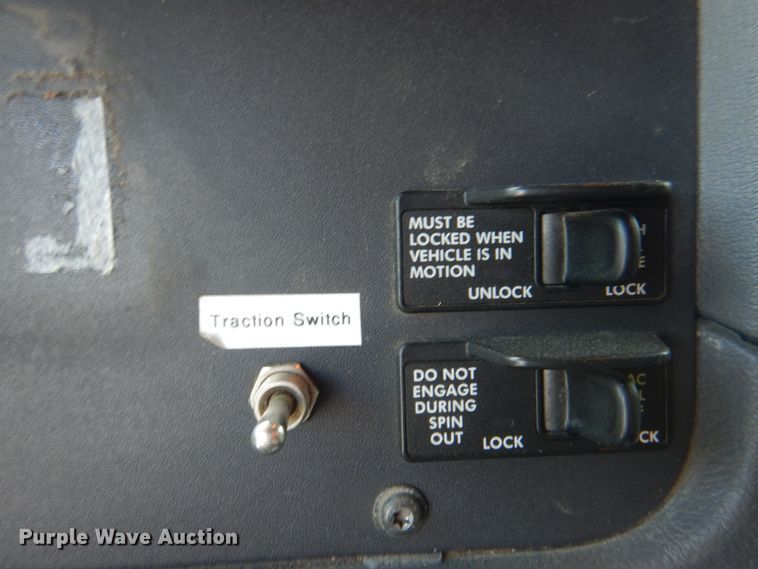 MUST BE
LOCKED WHEN
VEHICLE IS IN
MOTION
UNLOCK LOCK
Traction Switch
DO NOT
ENGAGE
DURING
SPIN
OUT
LOCK
Purple Wave Auction